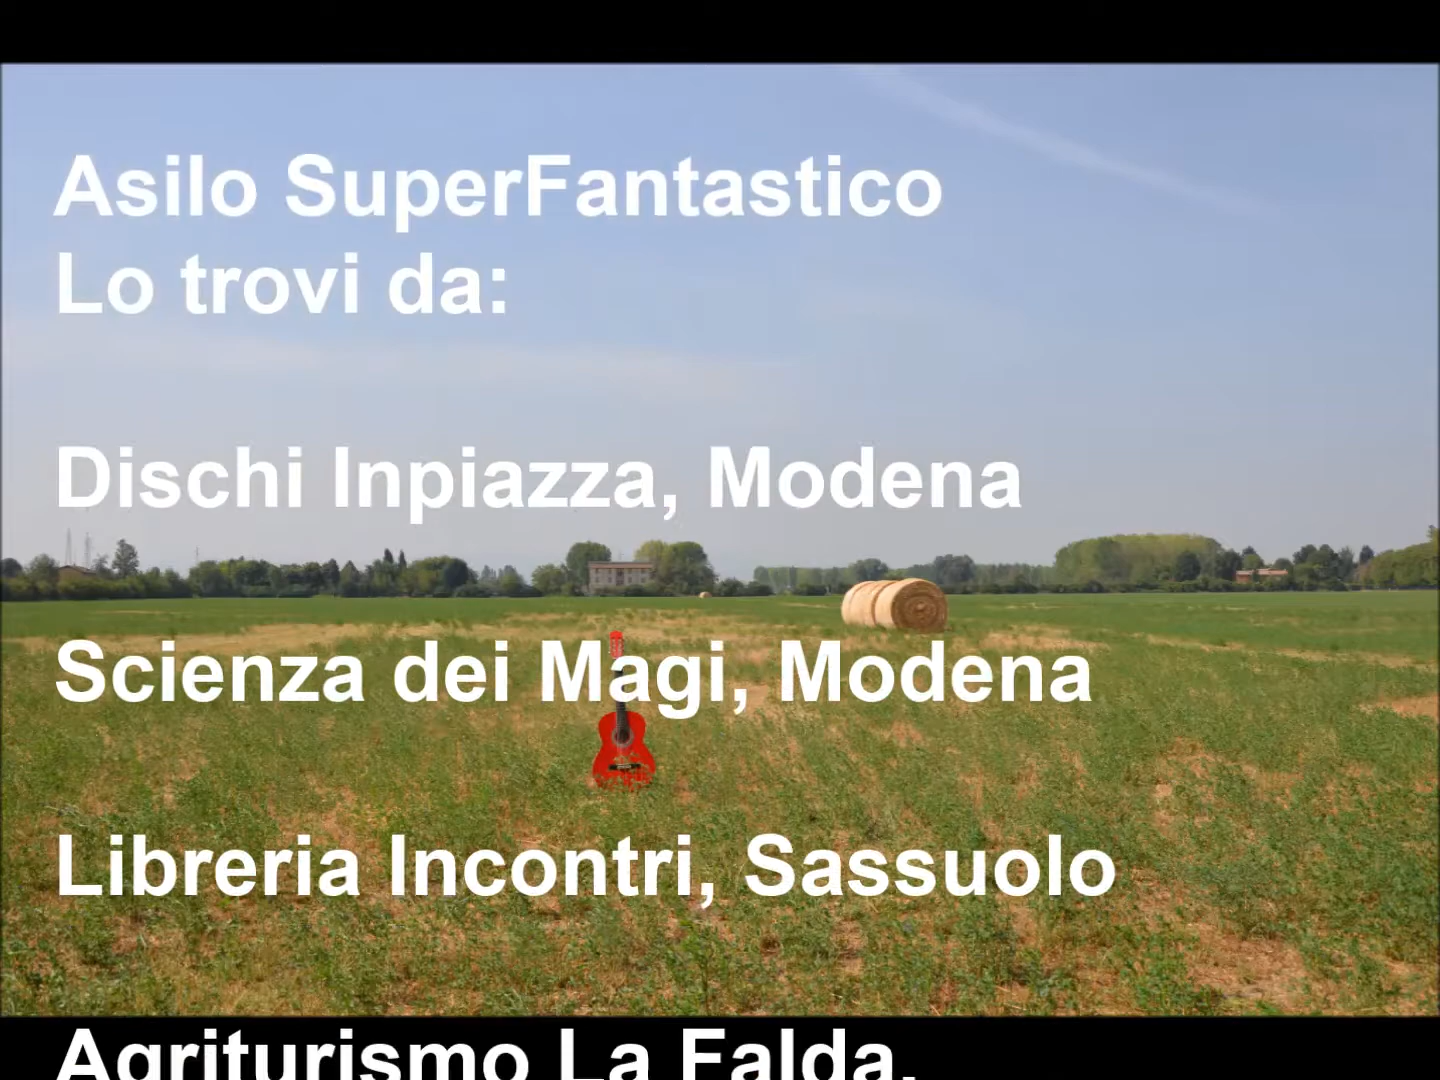 Asilo SuperFantastico
Lo trovi da:
Dischi Inpiazza, Modena
Scienza dei Magi, Modena
Libreria Incontri, Sassuolo
Agriturismo La Falda,